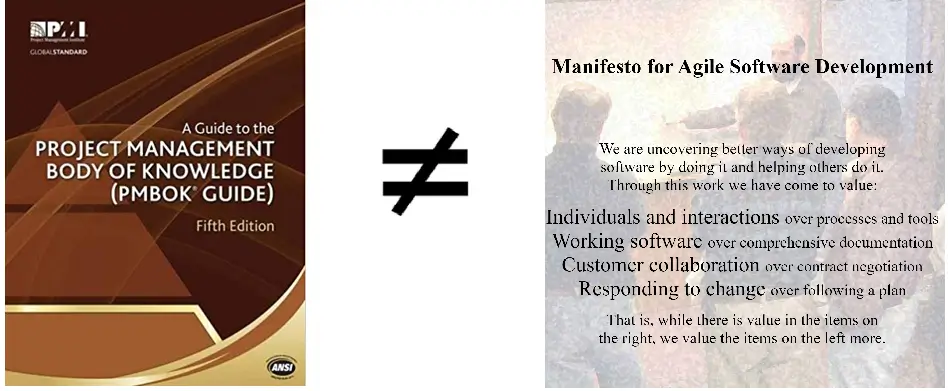 PMI
Project Management Institute
GLOBALSTANDARD
A Guide to the
PROJECT MANAGEMENT
BODY OF KNOWLEDGE
(PMBOK® GUIDE)
Fifth Edition
ANSI
≠
Manifesto for Agile Software Development
We are uncovering better ways of developing
software by doing it and helping others do it.
Through this work we have come to value:
Individuals and interactions over processes and tools
Working software over comprehensive documentation
Customer collaboration over contract negotiation
Responding to change over following a plan
That is, while there is value in the items on
the right, we value the items on the left more.